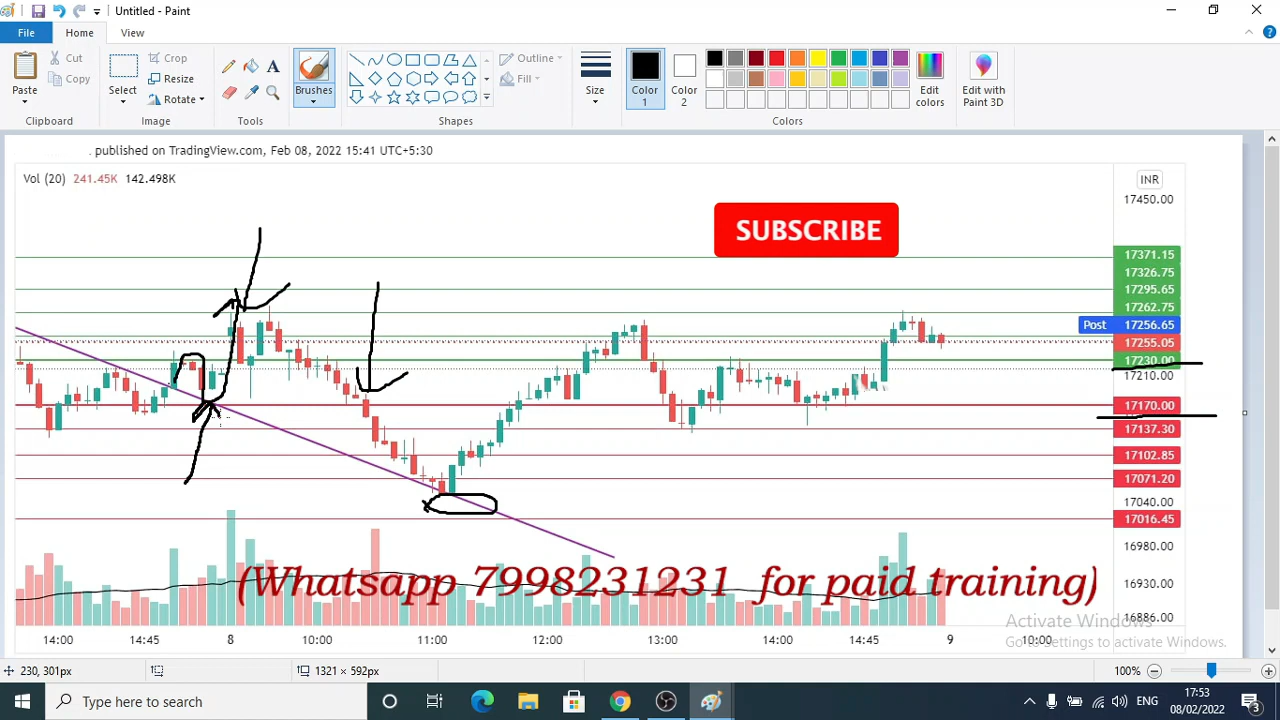 Untitled - Paint
File
Home
View
Paste
Cut
Copy
Clipboard
Select
Crop
Resize
Rotate
Image
Tools
Brushes
Shapes
Outline
Fill
Size
Color 1
Color 2
Colors
Edit colors
Edit with Paint 3D
. published on TradingView.com, Feb 08, 2022 15:41 UTC+5:30
Vol (20) 241.45K 142.498K
SUBSCRIBE
INR
17450.00
17371.15
17326.75
17295.65
17262.75
Post 17256.65
17255.05
17230.00
17210.00
17170.00
17137.30
17102.85
17071.20
17040.00
17016.45
16980.00
16930.00
16886.00
(Whatsapp 7998231231 for paid training)
Activate Windows
Go to Settings to activate Windows.
14:00 14:45 8 10:00 11:00 12:00 13:00 14:00 14:45 9 10:00
230, 301px
1321 × 592px
100%
Type here to search
ENG
17:53
08/02/2022
3